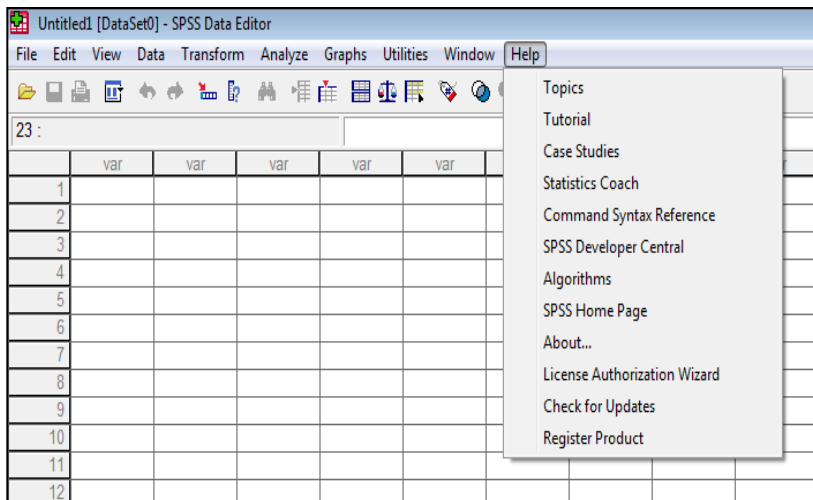 Untitled1 [DataSet0] - SPSS Data Editor
File Edit View Data Transform Analyze Graphs Utilities Window Help
23 :
var var var var var
1
2
3
4
5
6
7
8
9
10
11
12
Topics
Tutorial
Case Studies
Statistics Coach
Command Syntax Reference
SPSS Developer Central
Algorithms
SPSS Home Page
About...
License Authorization Wizard
Check for Updates
Register Product